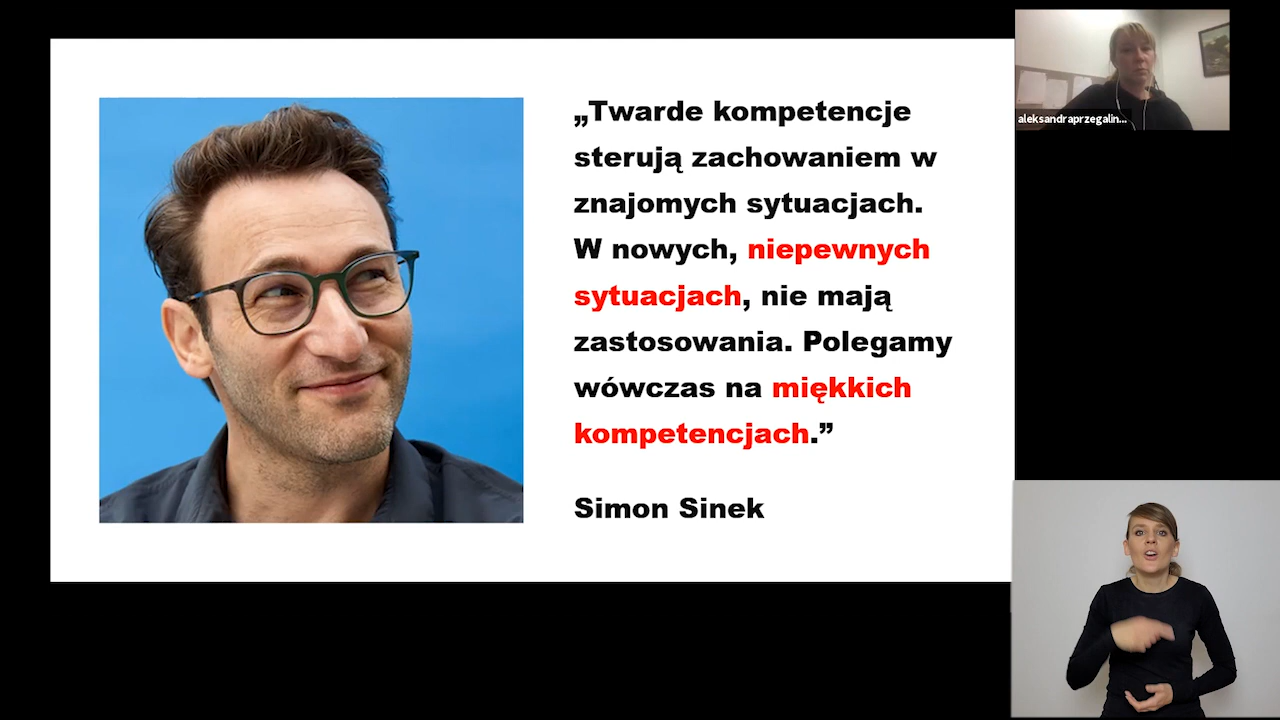 „Twarde kompetencje
sterują zachowaniem w
znajomych sytuacjach.
W nowych, niepewnych
sytuacjach, nie mają
zastosowania. Polegamy
wówczas na miękkich
kompetencjach.”
Simon Sinek
aleksandraprzegalin...